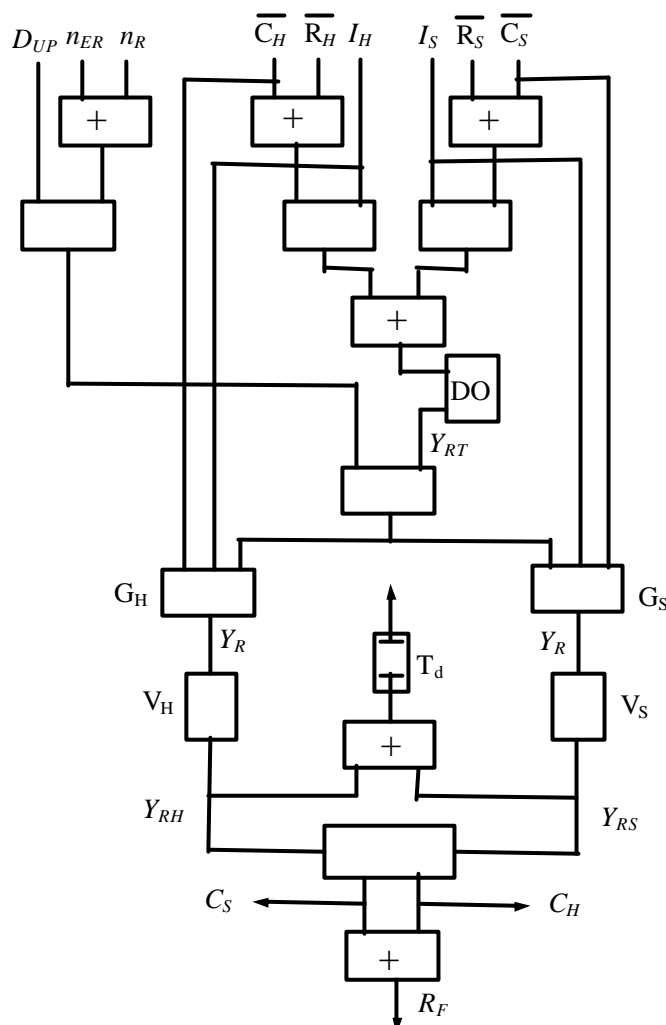 D_UP n_ER n_R C̅_H R̅_H I_H I_S R̅_S C̅_S
+ + +
+
DO
Y_RT
G_H G_S
Y_R Y_R
T_d
V_H V_S
+
Y_RH Y_RS
C_S C_H
+
R_F